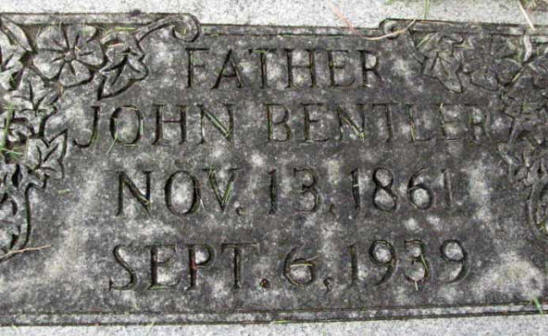 FATHER
JOHN BENTLER
NOV. 13, 1861
SEPT. 6, 1939